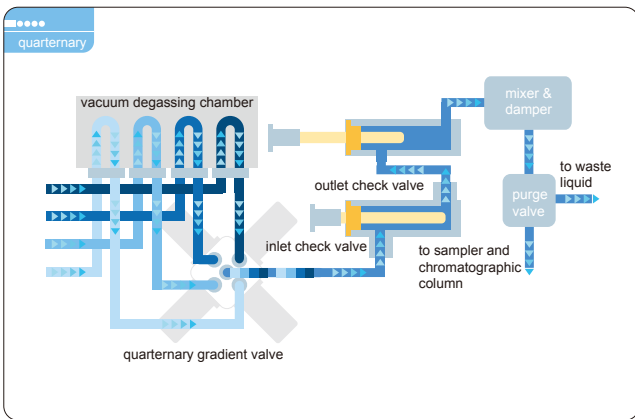 quarternary
vacuum degassing chamber
mixer &
damper
to waste
liquid
outlet check valve
purge
valve
inlet check valve
to sampler and
chromatographic
column
quarternary gradient valve